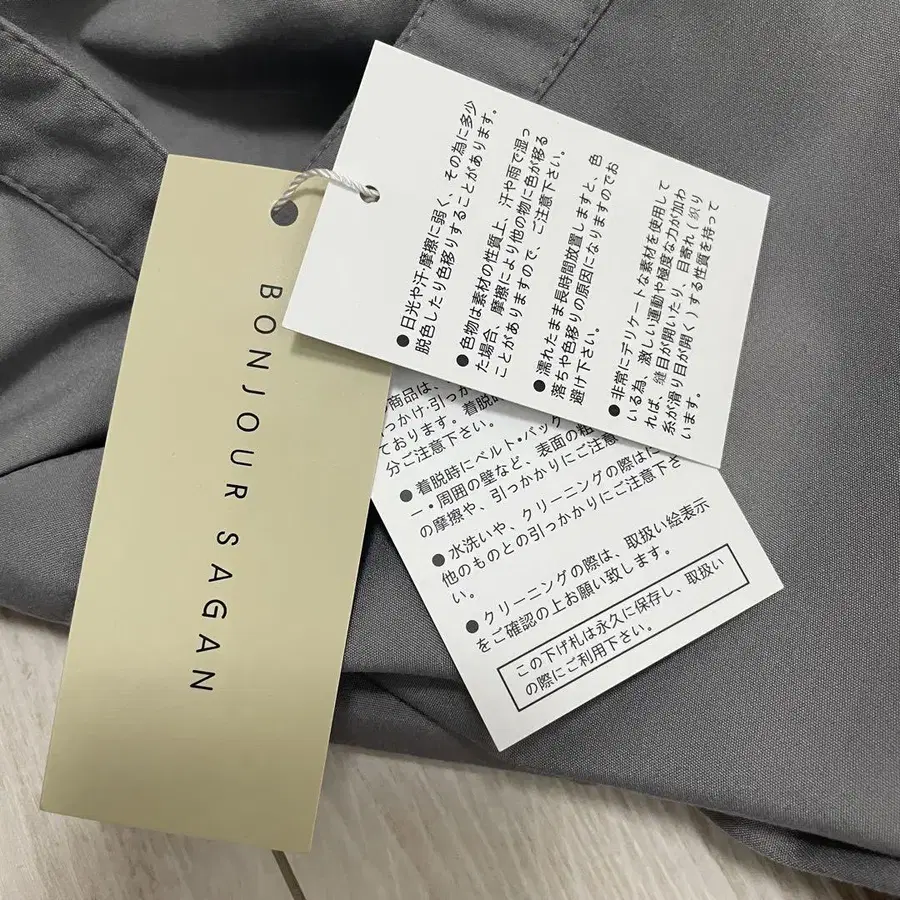 BONJOUR SAGAN
●日光や汗・摩擦に弱く、その為に多少
脱色したり色移りすることがあります。
●色物は素材の性質上、汗や雨で湿っ
た場合、摩擦により他の物に色が移る
ことがありますので、ご注意下さい。
●濡れたまま長時間放置しますと、色
落ちや色移りの原因になりますのでお
避け下さい。
●非常にデリケートな素材を使用して
いる為、激しい運動や極度な力が加わ
れば、縫目が開いたり、目寄れ(織り
糸が滑り目が開く)する性質を持って
います。
商品は、
っかけ・引っか
ております。着脱時
分ご注意下さい。
●着脱時にベルト・バッグ
ー・周囲の壁など、表面の粗
の摩擦や、引っかかりにご注意
●水洗いや、クリーニングの際は
他のものとの引っかかりにご注意下さ
い。
●クリーニングの際は、取扱い絵表示
をご確認の上お願い致します。
この下げ札は永久に保存し、取扱い
の際にご利用下さい。